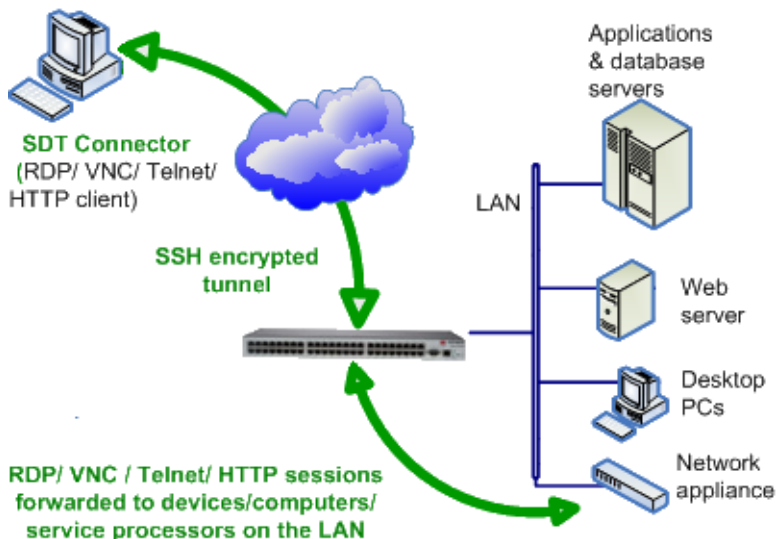 Applications
& database
servers
SDT Connector
(RDP/ VNC/ Telnet/
HTTP client)
LAN
SSH encrypted
tunnel
Web
server
Desktop
PCs
Network
appliance
RDP/ VNC / Telnet/ HTTP sessions
forwarded to devices/computers/
service processors on the LAN